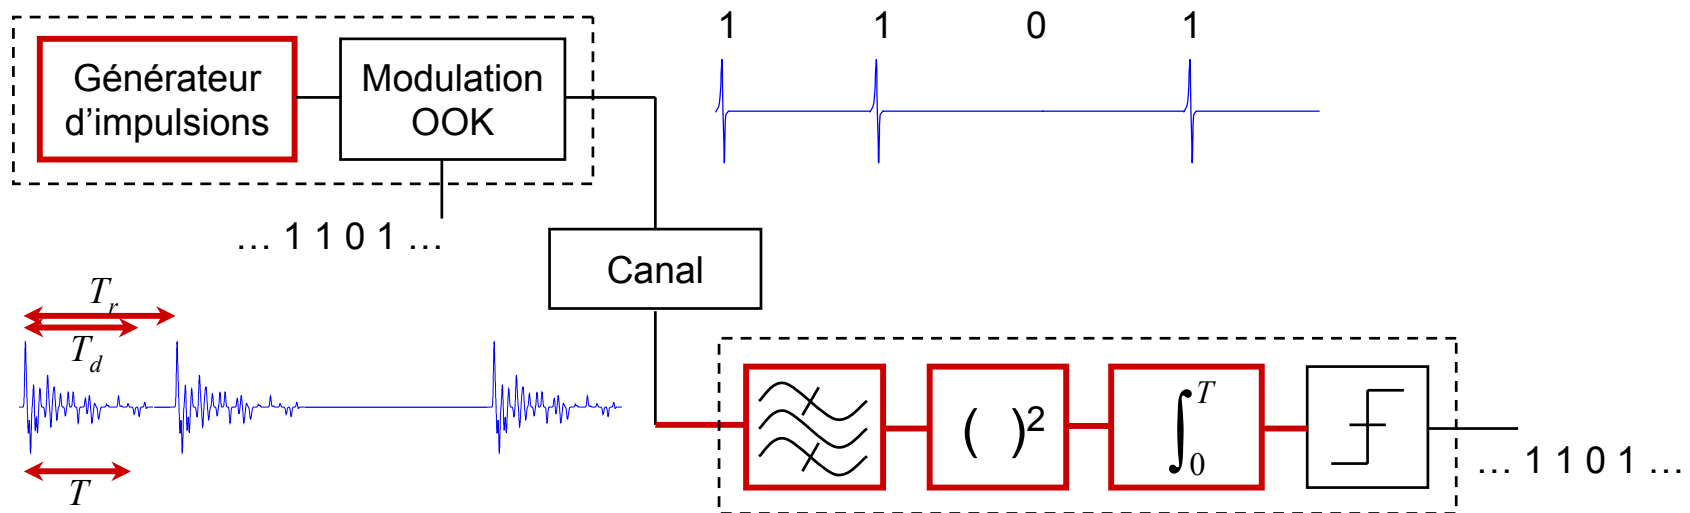 Générateur
d’impulsions
Modulation
OOK
1 1 0 1
... 1 1 0 1 ...
Canal
T_r
T_d
T
( )²
∫₀ᵀ
... 1 1 0 1 ...